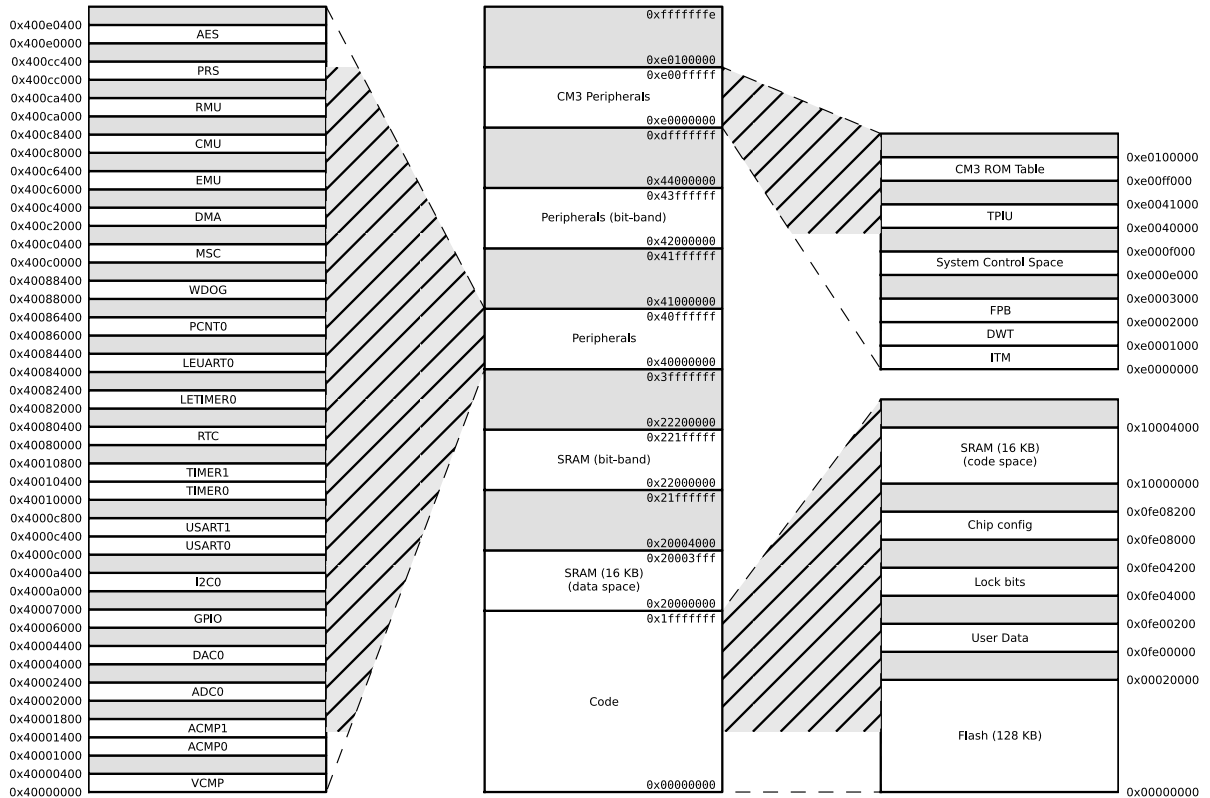 0x400e0400
AES
0x400e0000
0x400cc400
PRS
0x400cc000
0x400ca400
RMU
0x400ca000
0x400c8400
CMU
0x400c8000
0x400c6400
EMU
0x400c6000
0x400c4000
DMA
0x400c2000
0x400c0400
MSC
0x400c0000
0x40088400
WDOG
0x40088000
0x40086400
PCNT0
0x40086000
0x40084400
LEUART0
0x40084000
0x40082400
LETIMER0
0x40082000
0x40080400
RTC
0x40080000
0x40010800
TIMER1
0x40010400
TIMER0
0x40010000
0x4000c800
USART1
0x4000c400
USART0
0x4000c000
0x4000a400
I2C0
0x4000a000
0x40007000
GPIO
0x40006000
0x40004400
DAC0
0x40004000
0x40002400
ADC0
0x40002000
0x40001800
ACMP1
0x40001400
ACMP0
0x40001000
0x40000400
VCMP
0x40000000
0xfffffffe
0xe0100000
0xe00fffff
CM3 Peripherals
0xe0000000
0xdfffffff
0x44000000
0x43ffffff
Peripherals (bit-band)
0x42000000
0x41ffffff
0x41000000
0x40ffffff
Peripherals
0x40000000
0x3fffffff
0x22200000
0x221fffff
SRAM (bit-band)
0x22000000
0x21ffffff
0x20004000
0x20003fff
SRAM (16 KB)
(data space)
0x20000000
0x1fffffff
Code
0x00000000
0xe0100000
CM3 ROM Table
0xe00ff000
0xe0041000
TPIU
0xe0040000
0xe000f000
System Control Space
0xe000e000
0xe0003000
FPB
0xe0002000
DWT
0xe0001000
ITM
0xe0000000
0x10004000
SRAM (16 KB)
(code space)
0x10000000
0x0fe08200
Chip config
0x0fe08000
0x0fe04200
Lock bits
0x0fe04000
0x0fe00200
User Data
0x0fe00000
0x00020000
Flash (128 KB)
0x00000000